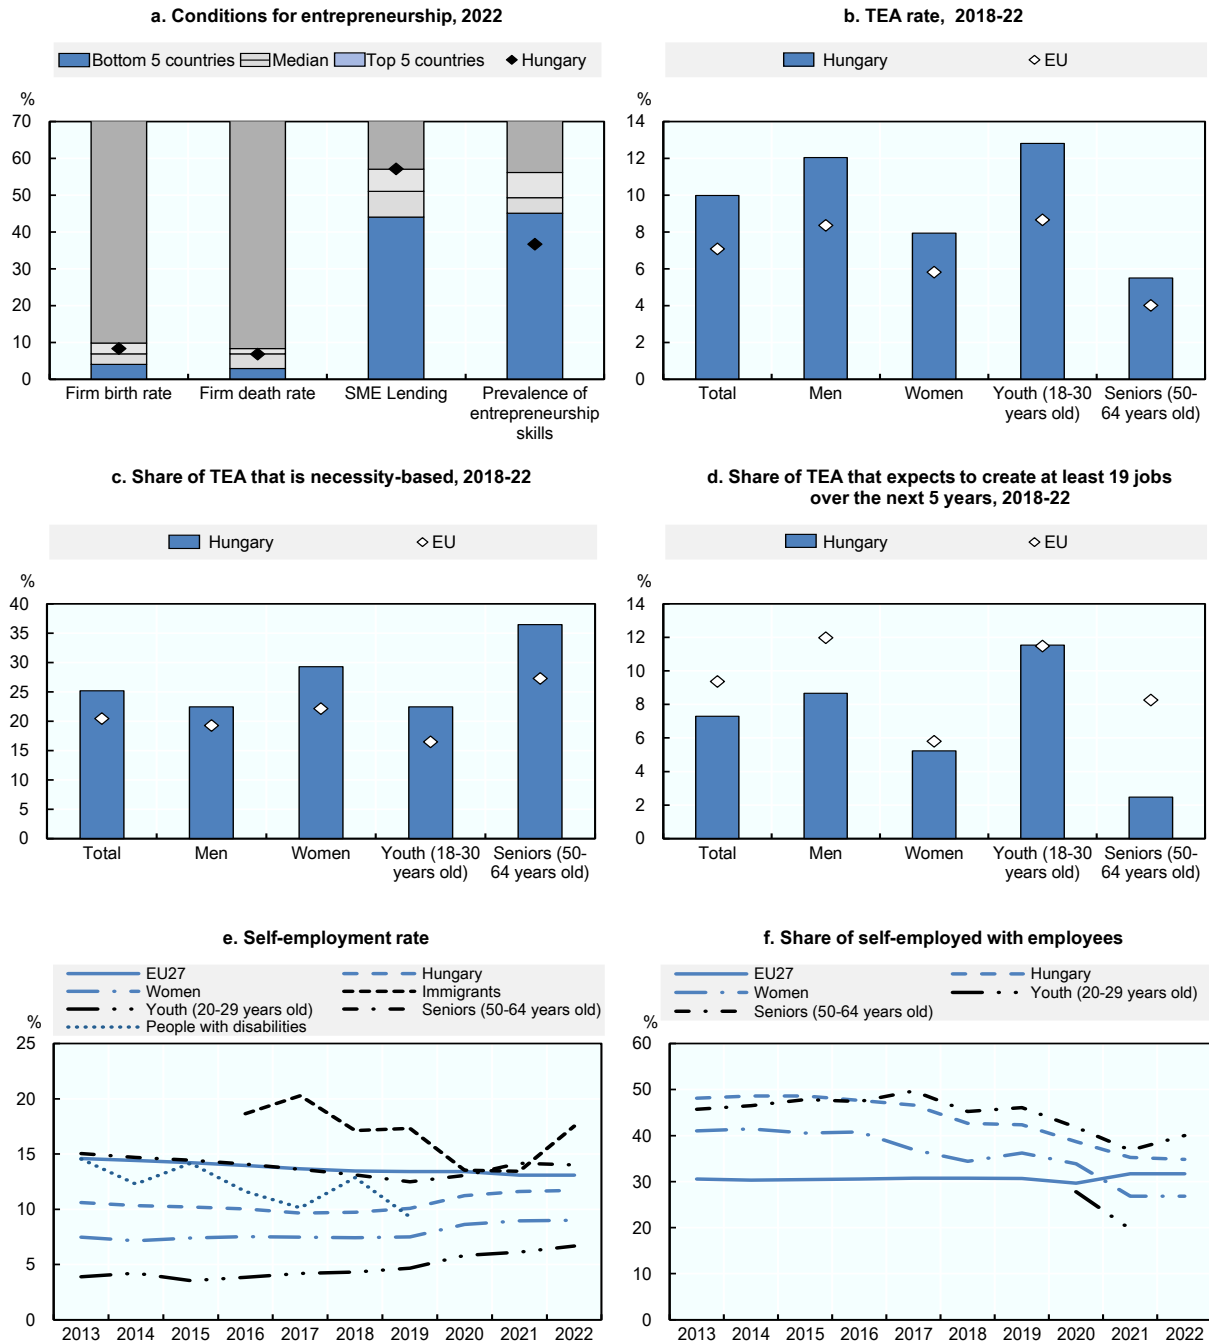 a. Conditions for entrepreneurship, 2022
Bottom 5 countries Median Top 5 countries Hungary
%
70
60
50
40
30
20
10
0
Firm birth rate Firm death rate SME Lending Prevalence of
entrepreneurship
skills
b. TEA rate, 2018-22
Hungary EU
%
14
12
10
8
6
4
2
0
Total Men Women Youth (18-30 Seniors (50-
years old) 64 years old)
c. Share of TEA that is necessity-based, 2018-22
Hungary EU
%
40
35
30
25
20
15
10
5
0
Total Men Women Youth (18-30 Seniors (50-
years old) 64 years old)
d. Share of TEA that expects to create at least 19 jobs
over the next 5 years, 2018-22
Hungary EU
%
14
12
10
8
6
4
2
0
Total Men Women Youth (18-30 Seniors (50-
years old) 64 years old)
e. Self-employment rate
EU27 Hungary
Women Immigrants
Youth (20-29 years old) Seniors (50-64 years old)
People with disabilities
%
25
20
15
10
5
0
2013 2014 2015 2016 2017 2018 2019 2020 2021 2022
f. Share of self-employed with employees
EU27 Hungary
Women Youth (20-29 years old)
Seniors (50-64 years old)
%
60
50
40
30
20
10
0
2013 2014 2015 2016 2017 2018 2019 2020 2021 2022